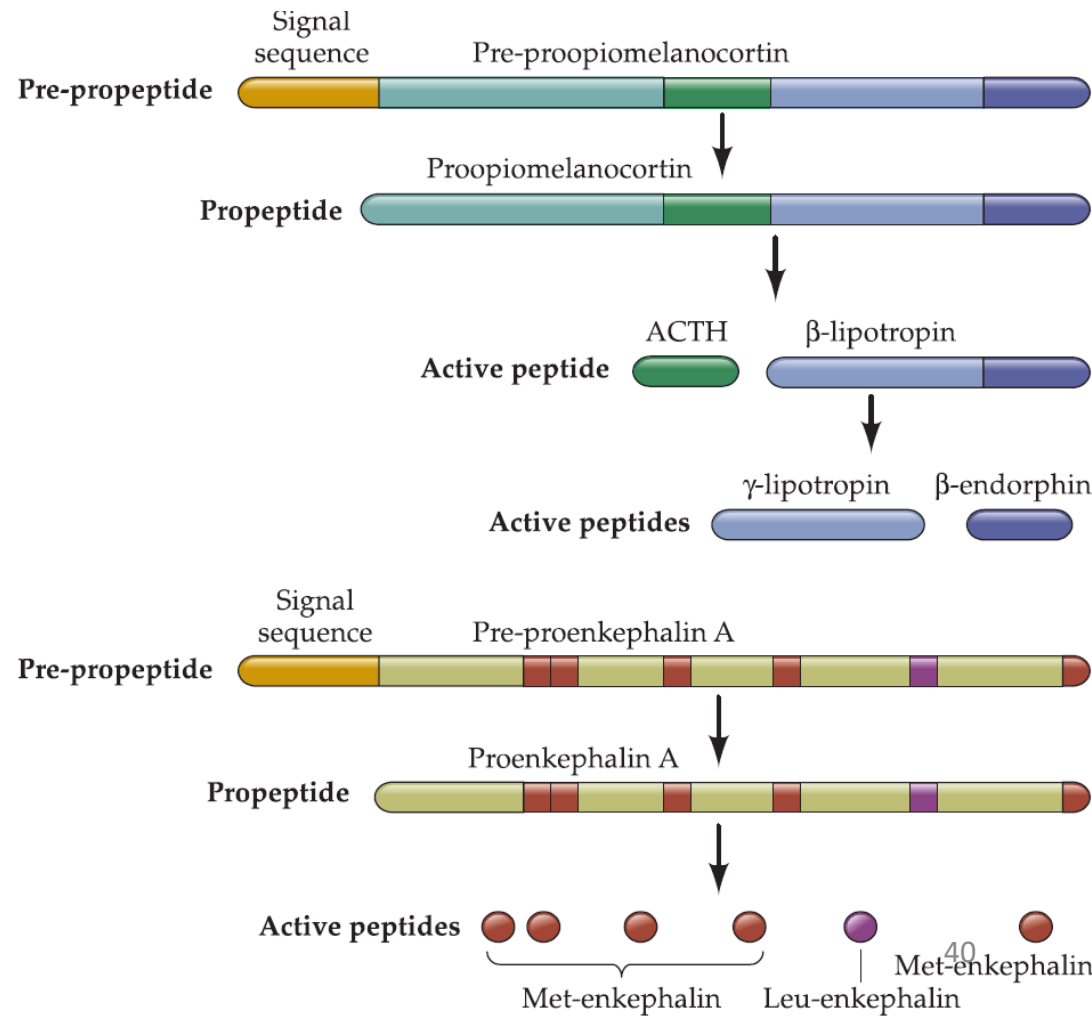 Signal
sequence
Pre-proopiomelanocortin
Pre-propeptide
Proopiomelanocortin
Propeptide
ACTH
β-lipotropin
Active peptide
γ-lipotropin
β-endorphin
Active peptides
Signal
sequence
Pre-proenkephalin A
Pre-propeptide
Proenkephalin A
Propeptide
Active peptides
40
Met-enkephalin
Leu-enkephalin
Met-enkephalin